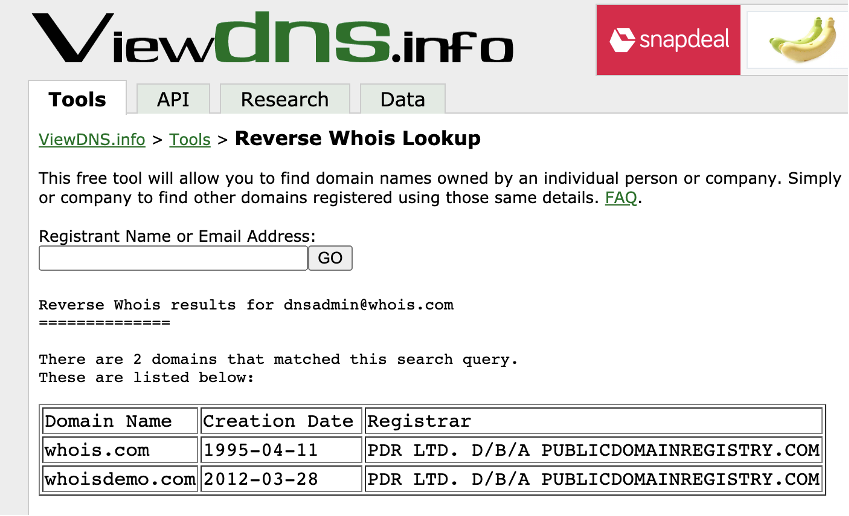 Viewdns.info
snapdeal
Tools API Research Data
ViewDNS.info > Tools > Reverse Whois Lookup
This free tool will allow you to find domain names owned by an individual person or company. Simply
or company to find other domains registered using those same details. FAQ.
Registrant Name or Email Address:
GO
Reverse Whois results for dnsadmin@whois.com
==============
There are 2 domains that matched this search query.
These are listed below:
Domain Name Creation Date Registrar
whois.com 1995-04-11 PDR LTD. D/B/A PUBLICDOMAINREGISTRY.COM
whoisdemo.com 2012-03-28 PDR LTD. D/B/A PUBLICDOMAINREGISTRY.COM